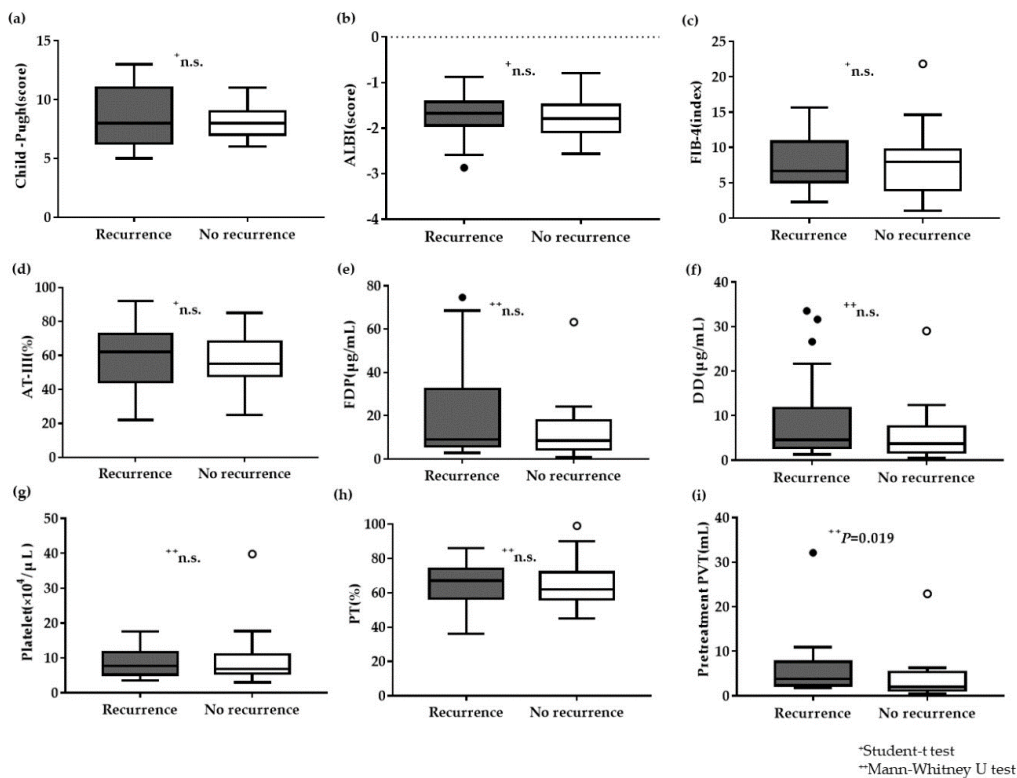 (a)
Child -Pugh(score)
15
10
5
0
+n.s.
Recurrence No recurrence
(b)
ALBI(score)
0
-1
-2
-3
-4
+n.s.
Recurrence No recurrence
(c)
FIB-4(index)
25
20
15
10
5
0
+n.s.
Recurrence No recurrence
(d)
AT-III(%)
100
80
60
40
20
0
+n.s.
Recurrence No recurrence
(e)
FDP(μg/mL)
80
60
40
20
0
++n.s.
Recurrence No recurrence
(f)
DD(μg/mL)
40
30
20
10
0
++n.s.
Recurrence No recurrence
(g)
Platelet(×10⁴/μL)
50
40
30
20
10
0
++n.s.
Recurrence No recurrence
(h)
PT(%)
100
80
60
40
20
0
++n.s.
Recurrence No recurrence
(i)
Pretreatment PVT(mL)
40
30
20
10
0
++P=0.019
Recurrence No recurrence
+Student-t test
++Mann-Whitney U test